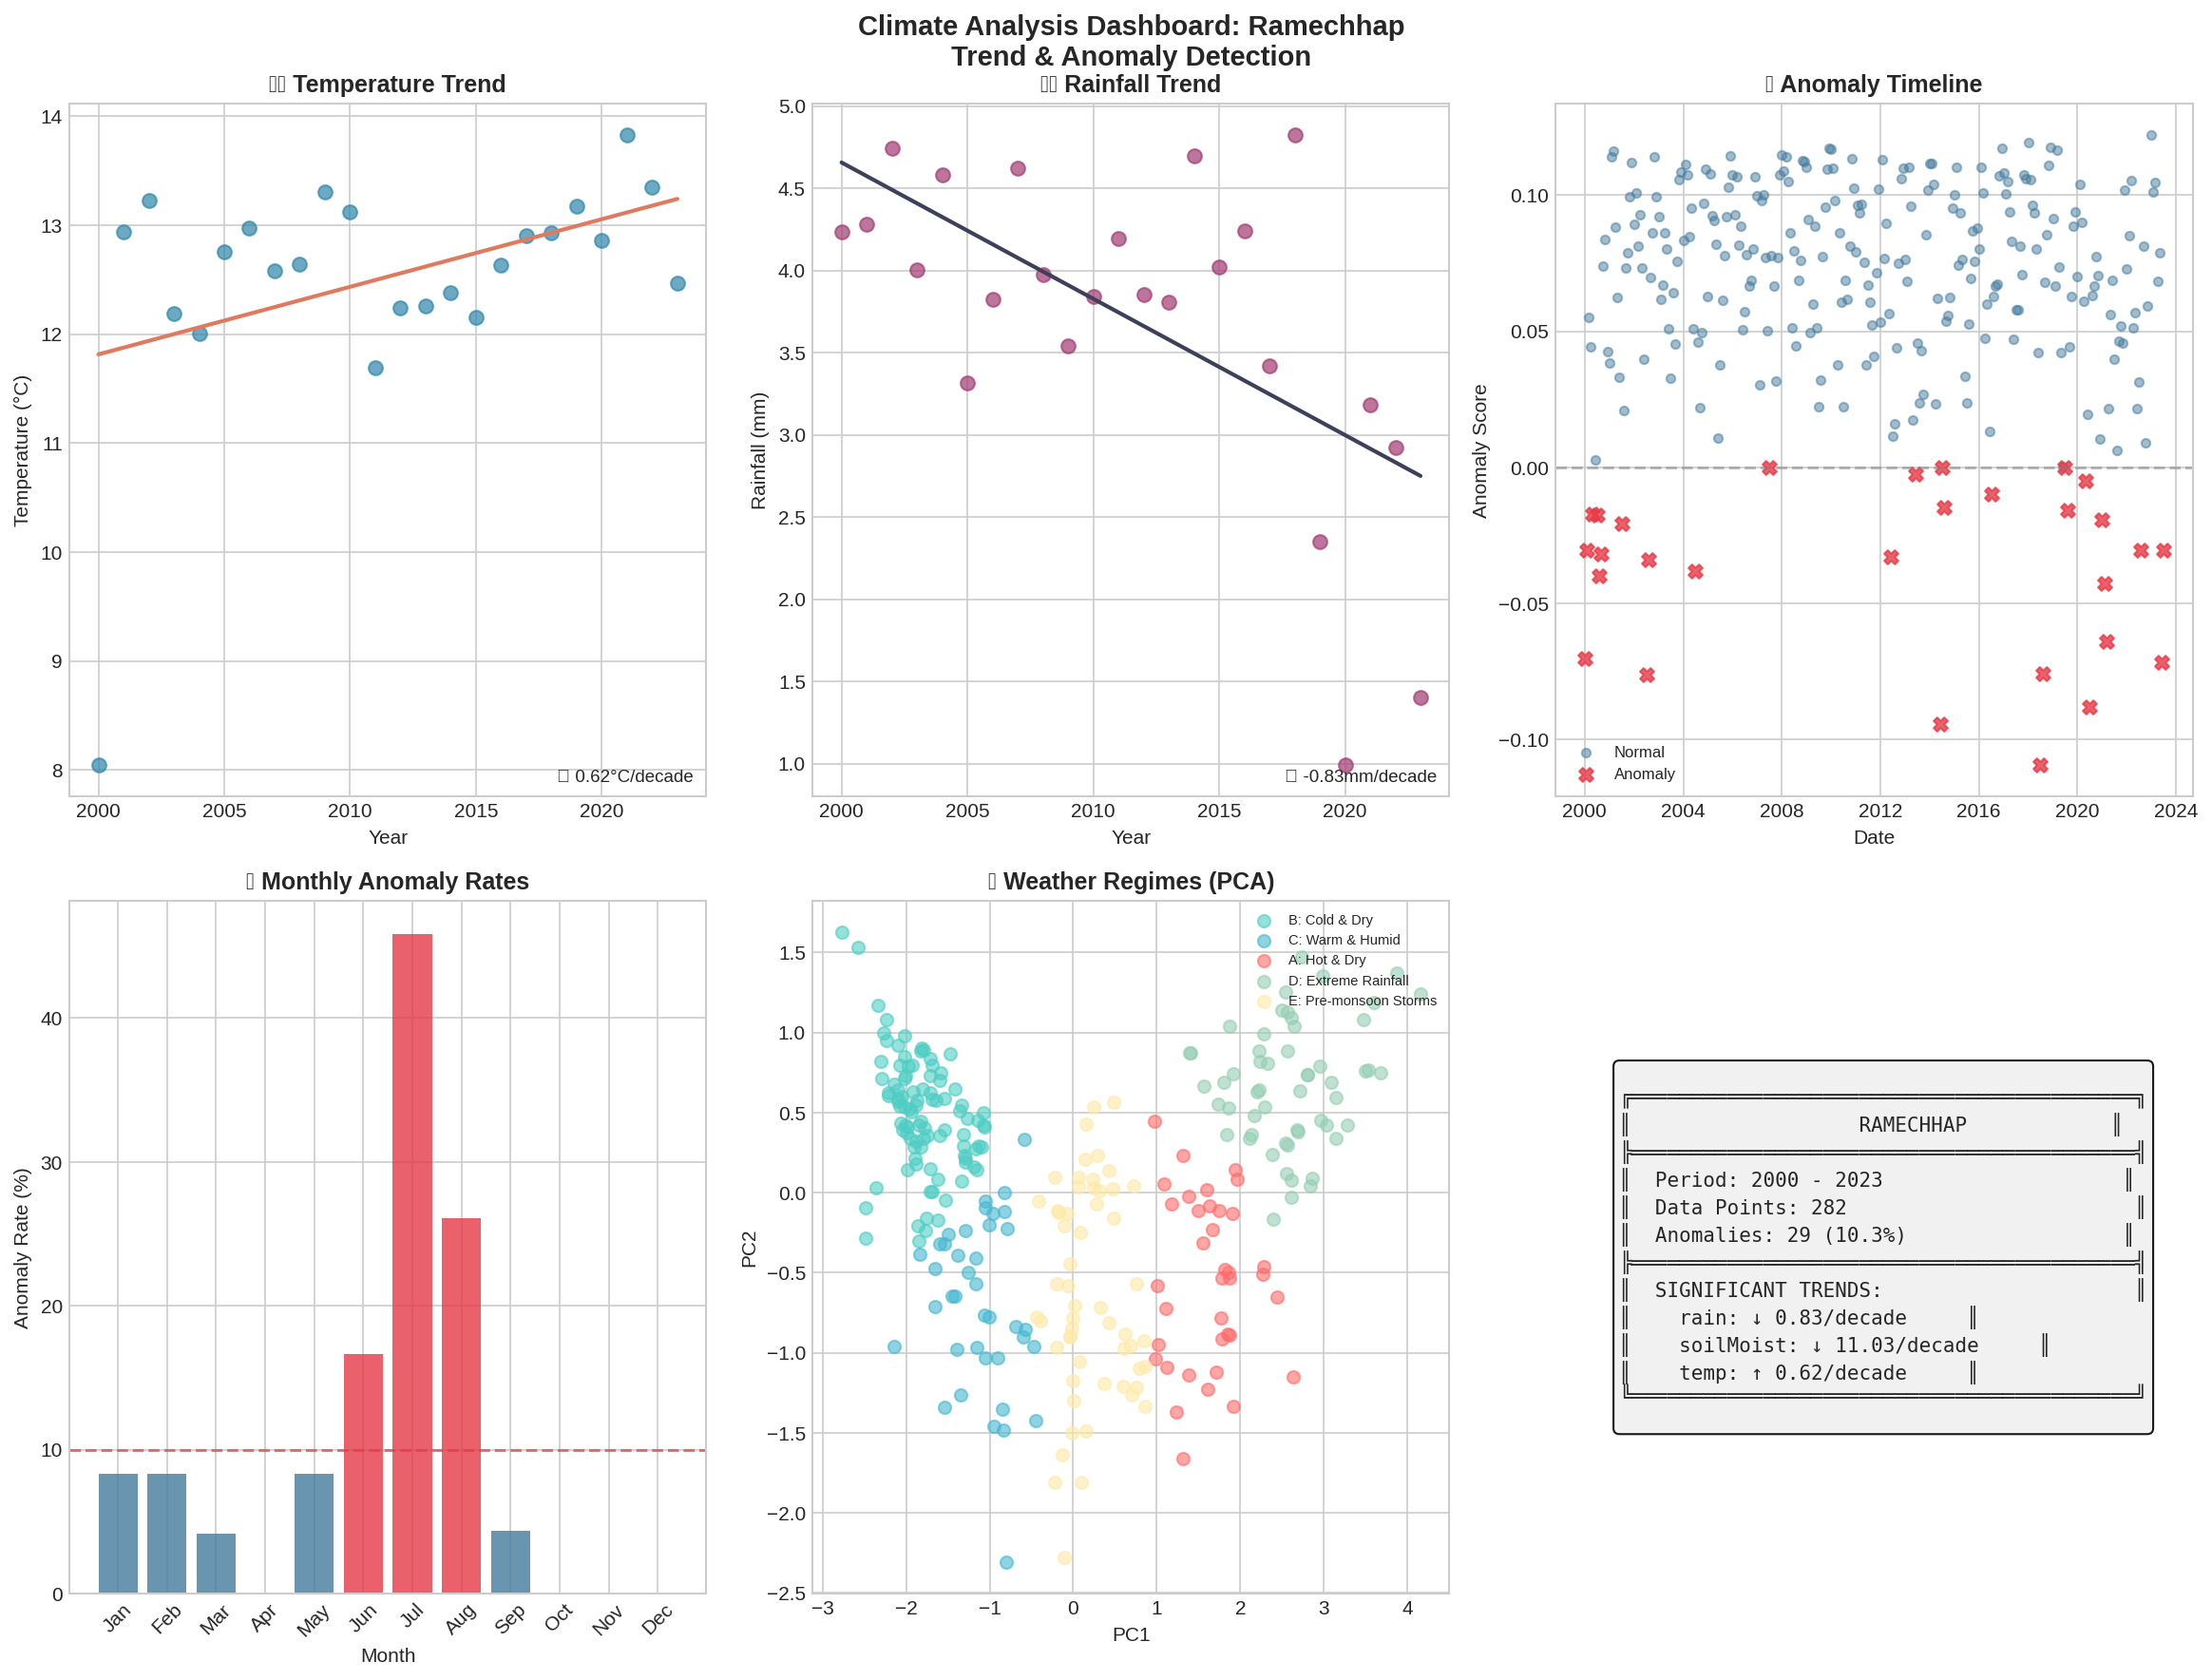 Climate Analysis Dashboard: Ramechhap
Trend & Anomaly Detection
Temperature Trend
14
13
12
11
10
9
8
Temperature (°C)
0.62°C/decade
2000 2005 2010 2015 2020
Year
Rainfall Trend
5.0
4.5
4.0
3.5
3.0
2.5
2.0
1.5
1.0
Rainfall (mm)
-0.83mm/decade
2000 2005 2010 2015 2020
Year
Anomaly Timeline
0.10
0.05
0.00
−0.05
−0.10
Anomaly Score
Normal
Anomaly
2000 2004 2008 2012 2016 2020 2024
Date
Monthly Anomaly Rates
40
30
20
10
0
Anomaly Rate (%)
Jan Feb Mar Apr May Jun Jul Aug Sep Oct Nov Dec
Month
Weather Regimes (PCA)
B: Cold & Dry
C: Warm & Humid
A: Hot & Dry
D: Extreme Rainfall
E: Pre-monsoon Storms
1.5
1.0
0.5
0.0
−0.5
−1.0
−1.5
−2.0
−2.5
PC2
−3 −2 −1 0 1 2 3 4
PC1
RAMECHHAP
Period: 2000 - 2023
Data Points: 282
Anomalies: 29 (10.3%)
SIGNIFICANT TRENDS:
rain: ↓ 0.83/decade
soilMoist: ↓ 11.03/decade
temp: ↑ 0.62/decade